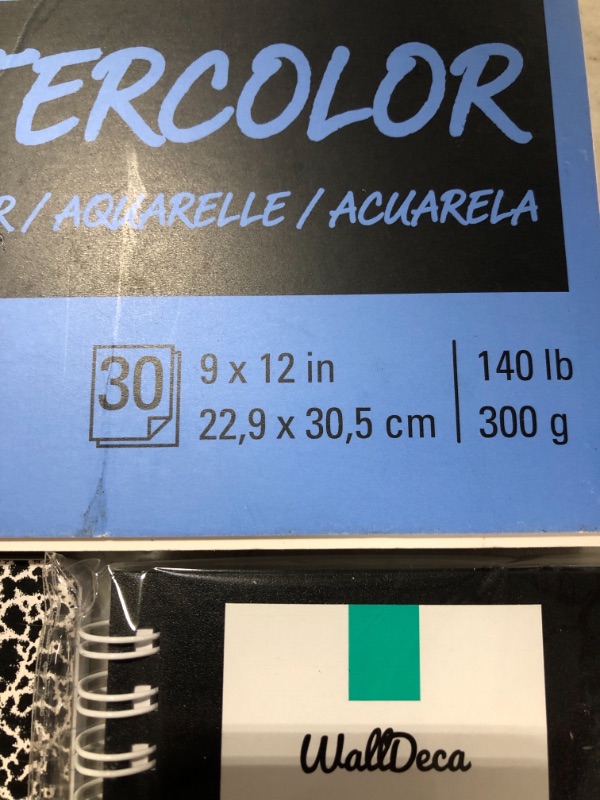 TERCOLOR
R / AQUARELLE / ACUARELA
30
9 x 12 in
22,9 x 30,5 cm
140 lb
300 g
WallDeca